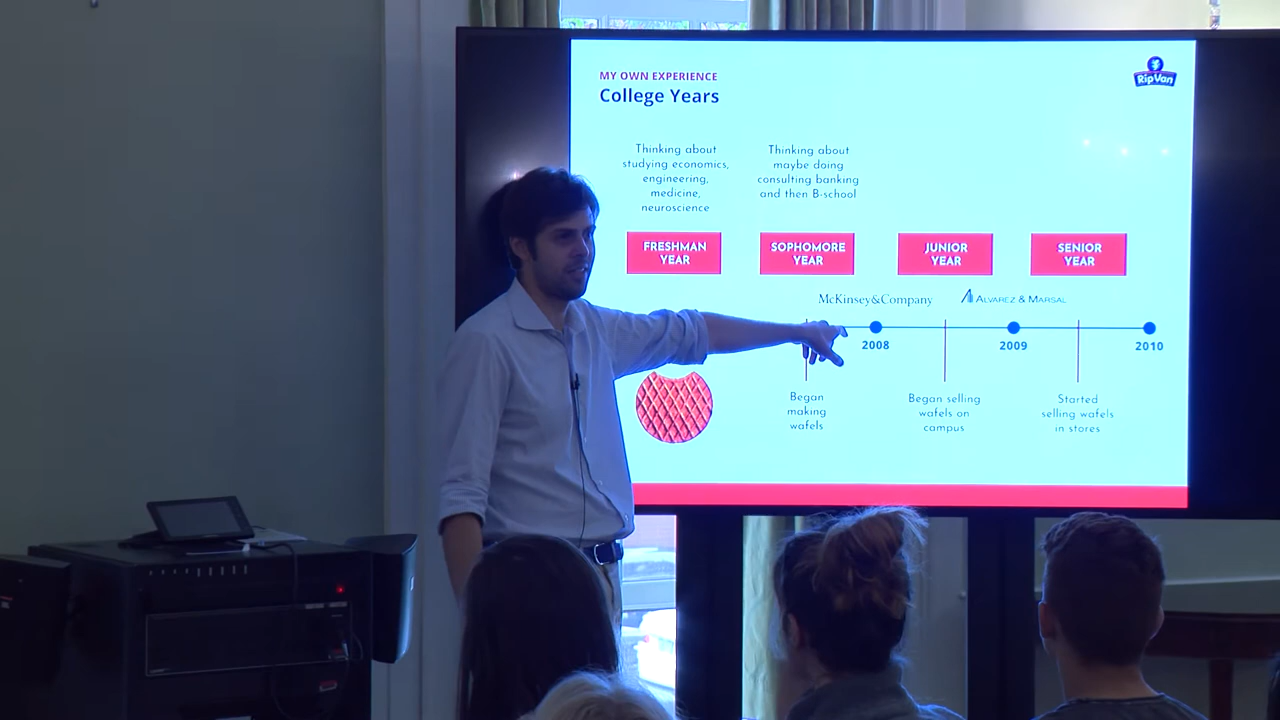 MY OWN EXPERIENCE
College Years
Rip Van
Thinking about
studying economics,
engineering,
medicine,
neuroscience
Thinking about
maybe doing
consulting banking
and then B-school
FRESHMAN
YEAR
SOPHOMORE
YEAR
JUNIOR
YEAR
SENIOR
YEAR
McKinsey&Company
ALVAREZ & MARSAL
2008
2009
2010
Began
making
wafels
Began selling
wafels on
campus
Started
selling wafels
in stores